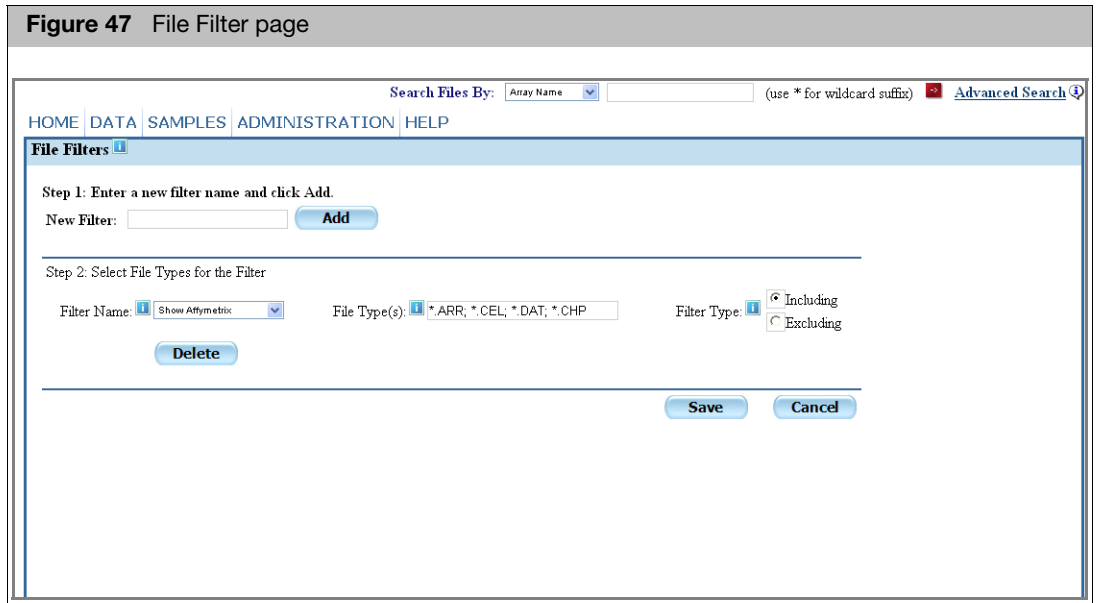 Figure 47 File Filter page
Search Files By: Array Name (use * for wildcard suffix) Advanced Search
HOME DATA SAMPLES ADMINISTRATION HELP
File Filters
Step 1: Enter a new filter name and click Add.
New Filter: Add
Step 2: Select File Types for the Filter
Filter Name: Show Affymetrix File Type(s): *.ARR; *.CEL; *.DAT; *.CHP Filter Type: Including
Excluding
Delete
Save Cancel